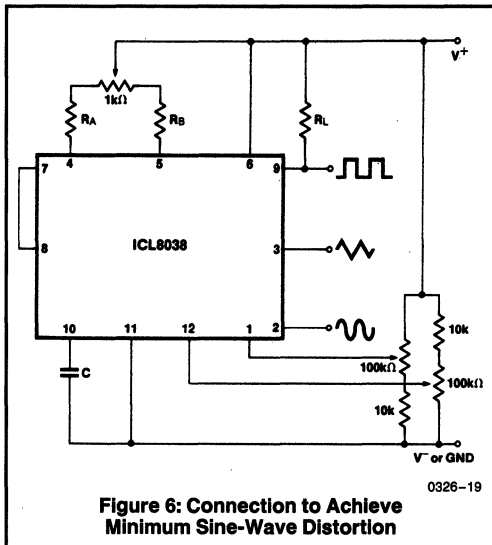 V+
1kΩ
RA
RB
RL
4
5
6
7
9
8
ICL8038
3
2
10
11
12
1
C
10k
100kΩ
100kΩ
10k
V− or GND
0326-19
Figure 6: Connection to Achieve
Minimum Sine-Wave Distortion